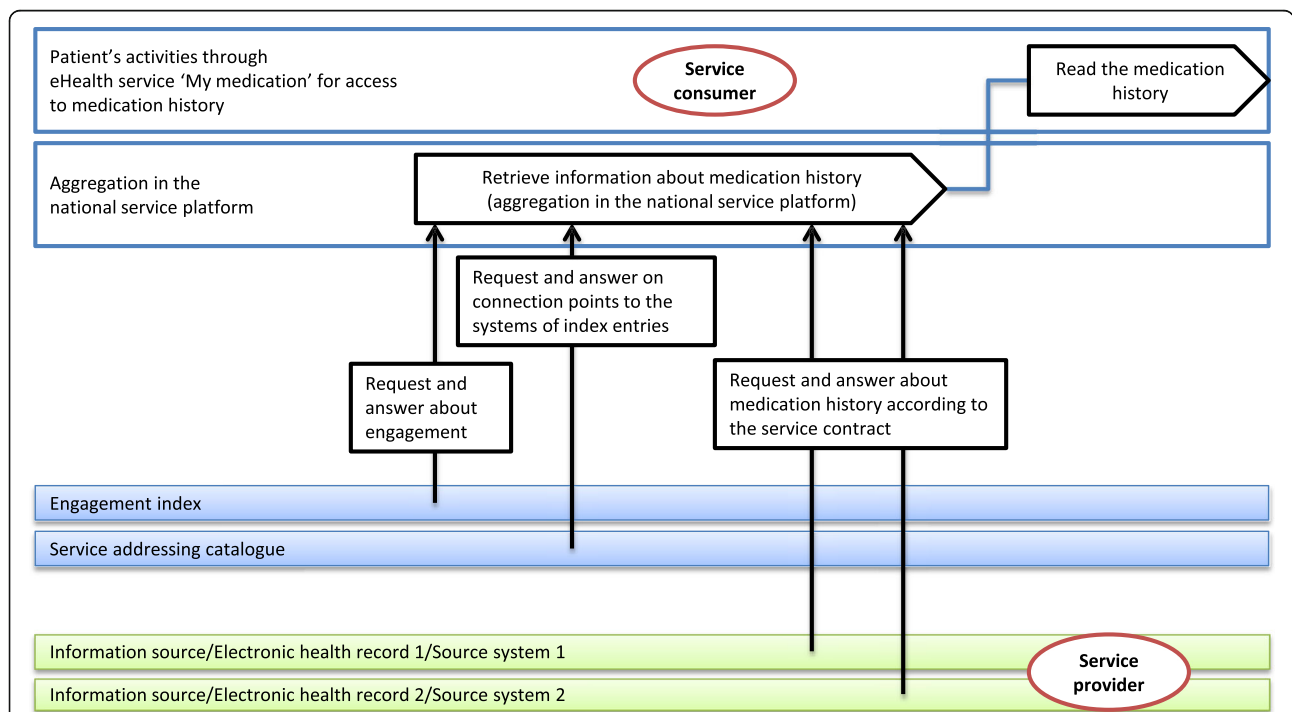 Patient’s activities through
eHealth service ‘My medication’ for access
to medication history
Service
consumer
Read the medication
history
Aggregation in the
national service platform
Retrieve information about medication history
(aggregation in the national service platform)
Request and answer on
connection points to the
systems of index entries
Request and
answer about
engagement
Request and answer about
medication history according to
the service contract
Engagement index
Service addressing catalogue
Information source/Electronic health record 1/Source system 1
Information source/Electronic health record 2/Source system 2
Service
provider